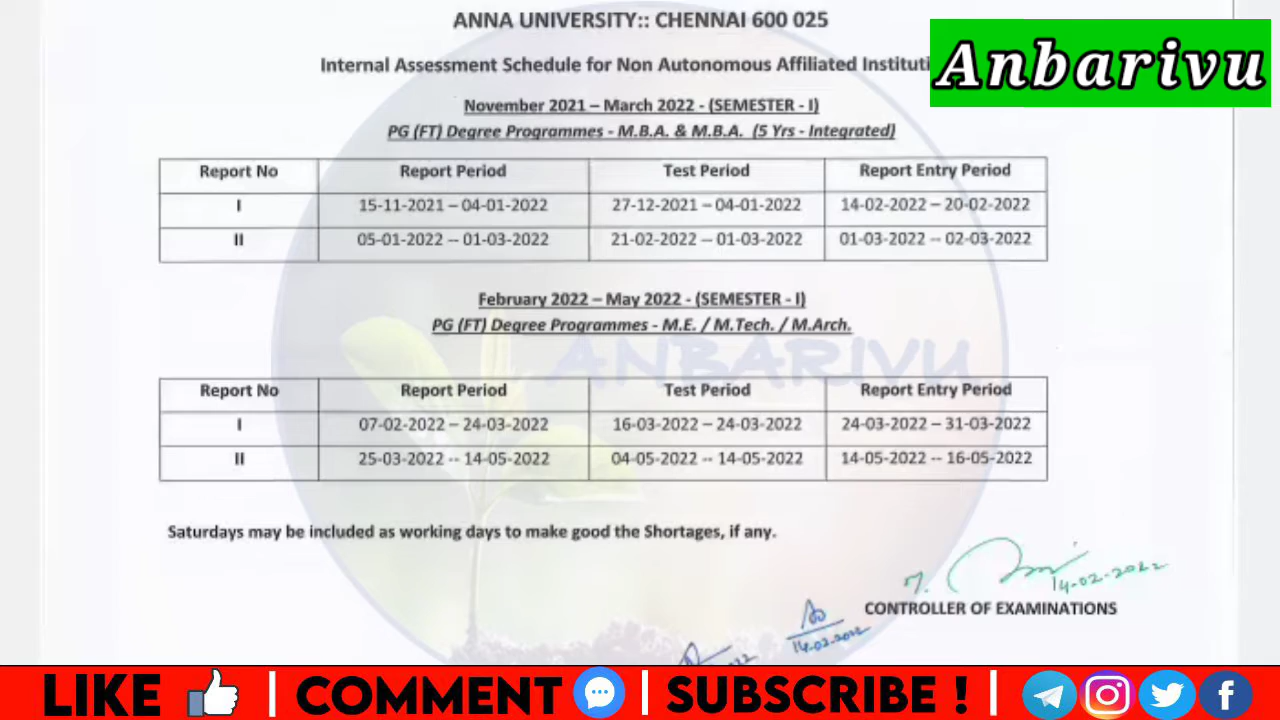 ANNA UNIVERSITY:: CHENNAI 600 025
Anbarivu
Internal Assessment Schedule for Non Autonomous Affiliated Instituti
November 2021 – March 2022 - (SEMESTER - I)
PG (FT) Degree Programmes - M.B.A. & M.B.A. (5 Yrs - Integrated)
Report No Report Period Test Period Report Entry Period
I 15-11-2021 – 04-01-2022 27-12-2021 – 04-01-2022 14-02-2022 – 20-02-2022
II 05-01-2022 -- 01-03-2022 21-02-2022 -- 01-03-2022 01-03-2022 -- 02-03-2022
February 2022 – May 2022 - (SEMESTER - I)
PG (FT) Degree Programmes - M.E. / M.Tech. / M.Arch.
ANBARIVU
Report No Report Period Test Period Report Entry Period
I 07-02-2022 – 24-03-2022 16-03-2022 – 24-03-2022 24-03-2022 – 31-03-2022
II 25-03-2022 -- 14-05-2022 04-05-2022 -- 14-05-2022 14-05-2022 -- 16-05-2022
Saturdays may be included as working days to make good the Shortages, if any.
14-02-2022
CONTROLLER OF EXAMINATIONS
14-02-2022
LIKE | COMMENT | SUBSCRIBE ! |